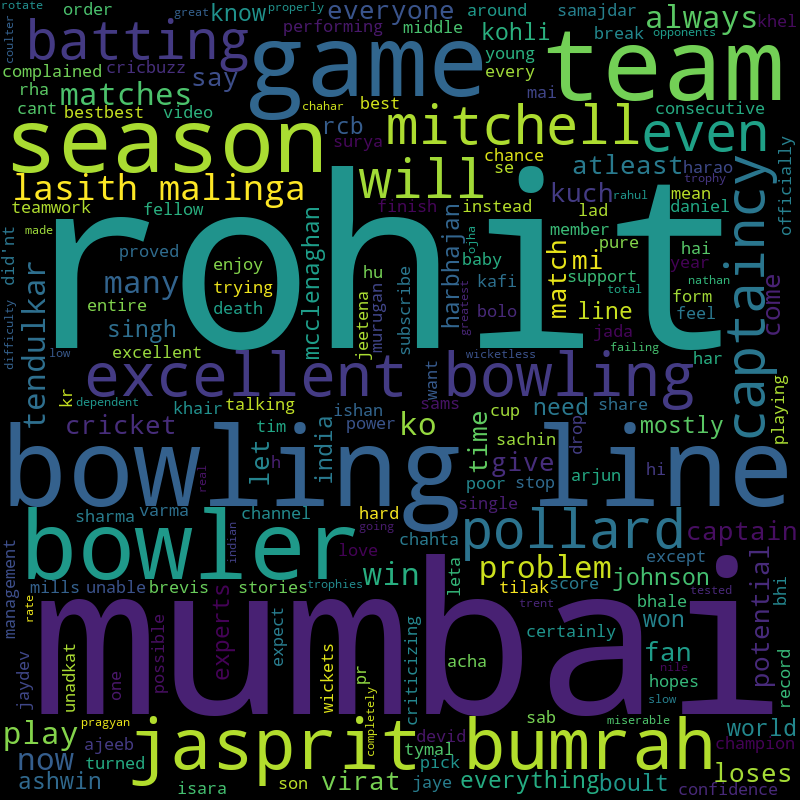 rotate great properly order know everyone around samajdar always khel
coulter batting game performing middle kohli break opponents team
complained cricbuzz say young every
rha matches chahar best rcb mitchell mai consecutive even
cant bestbest video surya chance
season will se atleast harao officially
lasith malinga kuch mean trophy rahul daniel
teamwork made fellow finish instead lad member pure hai captaincy
rohit
did'nt proved enjoy mcclenaghan hu baby harbhajan ojha kafi match mi support year nathan come
tendulkar many entire trying death jeetena murugan subscribe bolo greatest line form feel total
difficulty singh excellent jada failing
low excellent bowling wicketless har
kr dependent khair talking ishan want sams cup need share playing
cricket tim power ko sachin drop mostly
bowling line
let h india time give poor stop arjun hi
real single
bowler sharma varma channel hard going chahta pollard captain
indian love
management mills unable brevis stories trophies win leta problem except johnson
tilak score bhale tested potential bhi
mumbai
experts expect possible one criticizing acha trent certainly won fan
jaydev unadkat wickets pr hopes record
rate completely nile slow
play pragyan jasprit bumrah sab miserable world
now ajeeb turned devid tymal pick champion
ashwin isara son virat jaye everything boult loses confidence